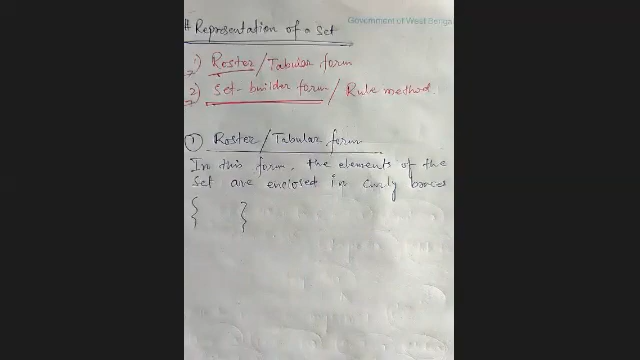 # Representation of a Set
Government of West Benga
1) Roster / Tabular form
2) Set-builder form / Rule method.
1 Roster / Tabular form
In this form, the elements of the
Set are enclosed in curly braces
{ }